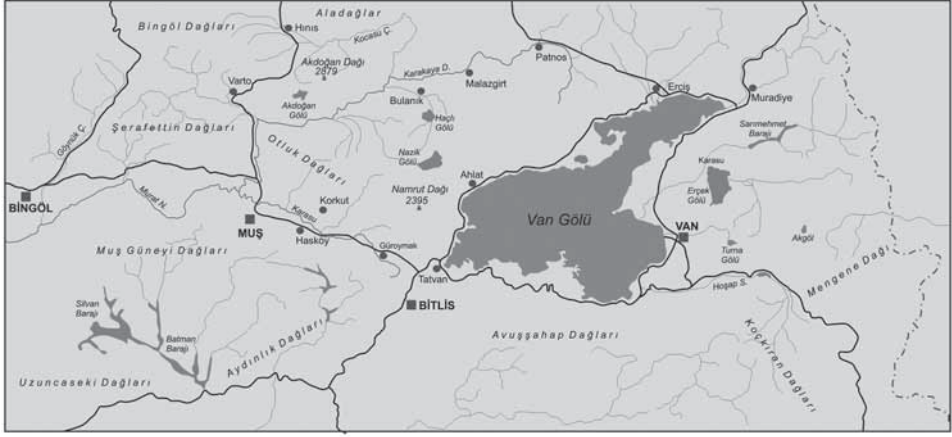 Bingöl Dağları
Aladağlar
Hınıs
Kocasu Ç.
Patnos
Akdoğan Dağı
2879
Karakaya D.
Malazgirt
Varto
Bulanık
Erciş
Muradiye
Akdoğan
Gölü
Haçlı
Gölü
Şerafettin Dağları
Göynük Ç.
Otluk Dağları
Sarımehmet
Barajı
Nazik
Gölü
Karasu
Ahlat
Namrut Dağı
2395
Erçek
Gölü
BİNGÖL
Murat N.
Korkut
Karasu
MUŞ
Hasköy
Van Gölü
VAN
Akgöl
Turna
Gölü
Güroymak
Muş Güneyi Dağları
Tatvan
Mengene Dağı
Hoşap S.
BİTLİS
Silvan
Barajı
Batman
Barajı
Aydınlık Dağları
Avuşşahap Dağları
Koçkıran Dağları
Uzuncaseki Dağları